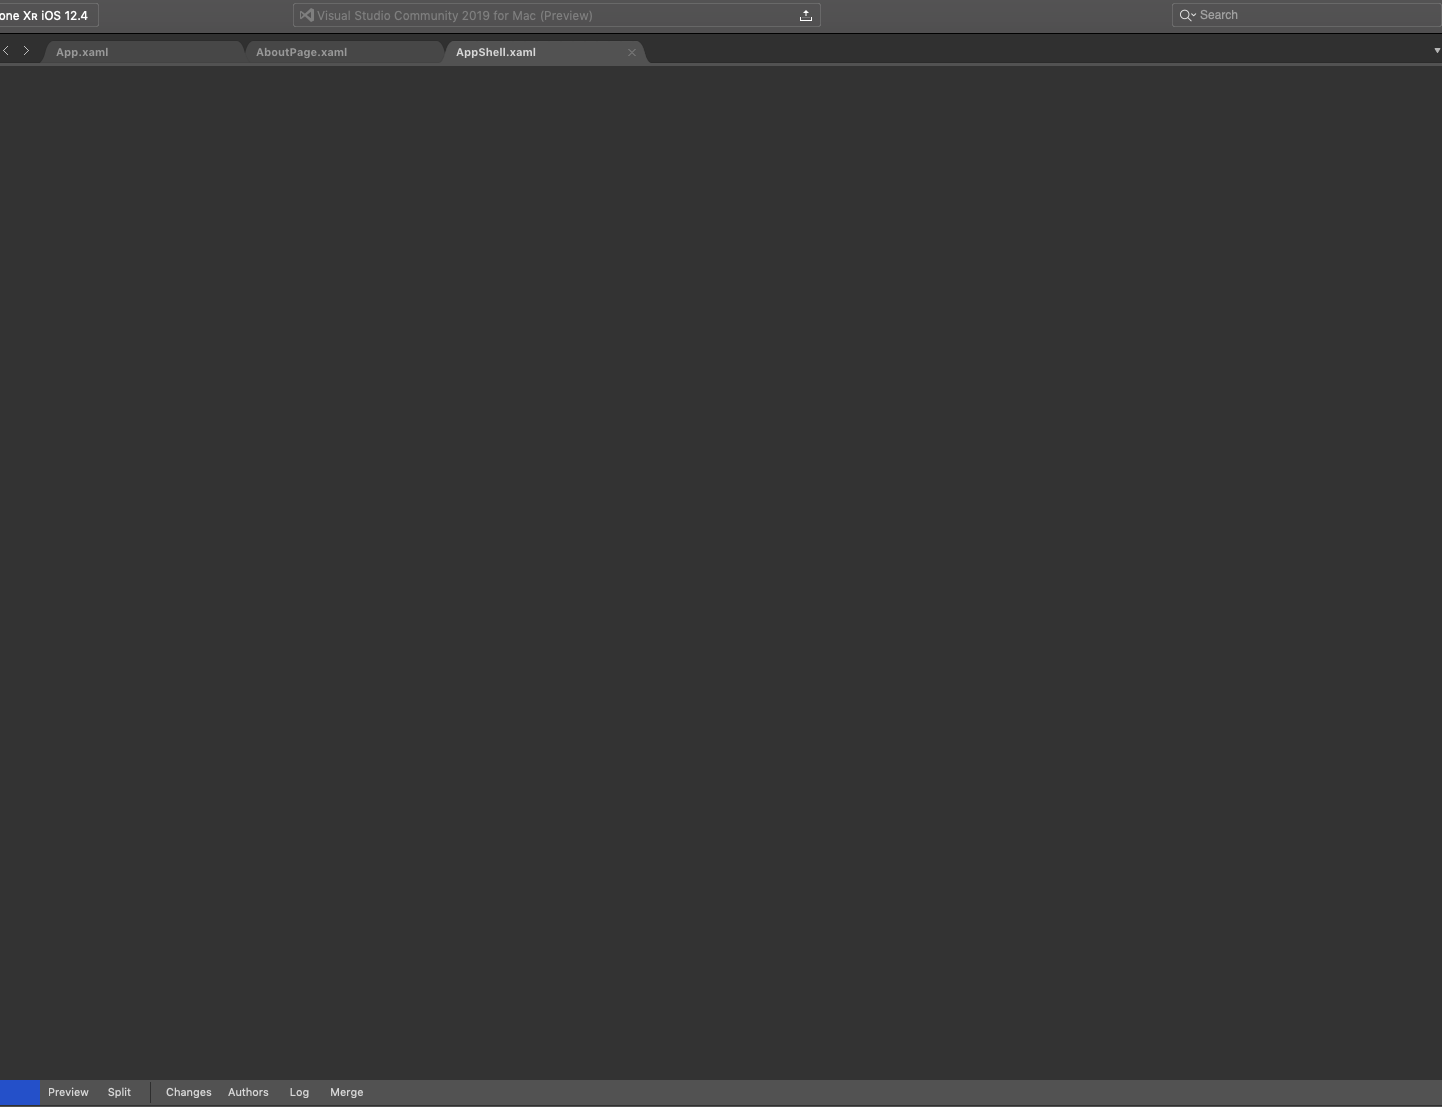 one XR iOS 12.4
Visual Studio Community 2019 for Mac (Preview)
Search
App.xaml
AboutPage.xaml
AppShell.xaml
Preview Split Changes Authors Log Merge